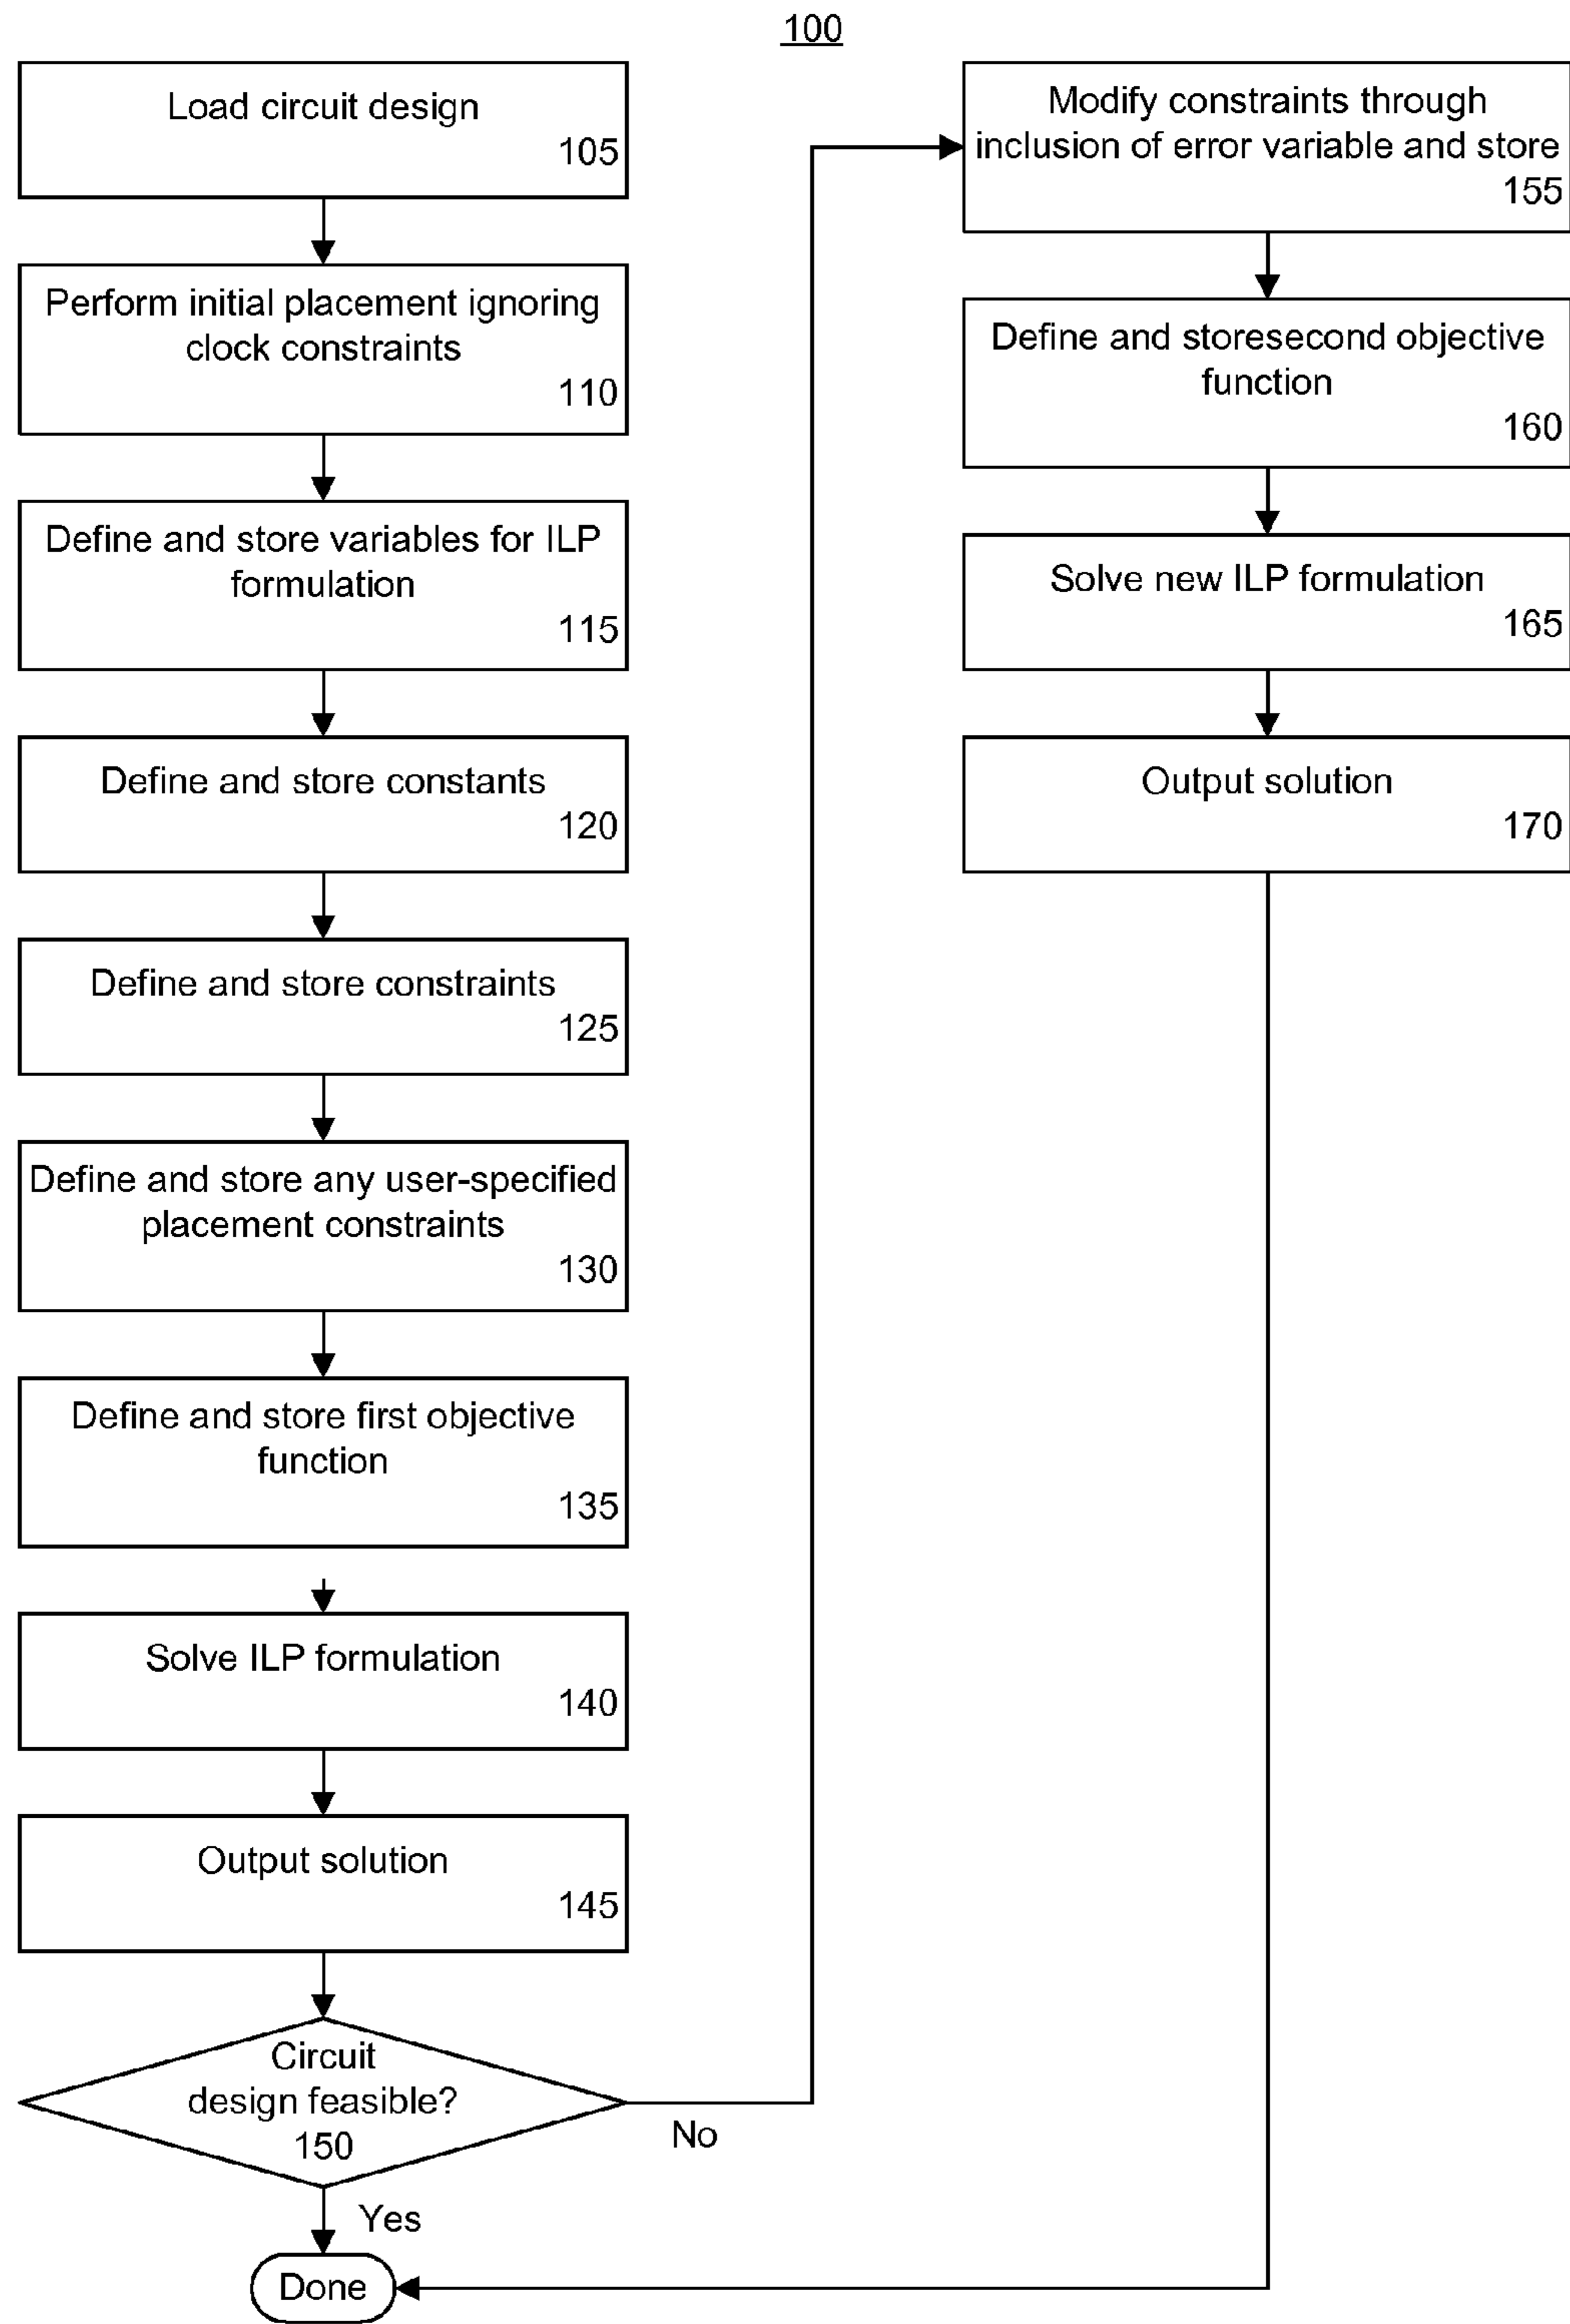 100
Load circuit design
105
Perform initial placement ignoring
clock constraints
110
Define and store variables for ILP
formulation
115
Define and store constants
120
Define and store constraints
125
Define and store any user-specified
placement constraints
130
Define and store first objective
function
135
Solve ILP formulation
140
Output solution
145
Circuit
design feasible?
150
No
Yes
Done
Modify constraints through
inclusion of error variable and store
155
Define and storesecond objective
function
160
Solve new ILP formulation
165
Output solution
170